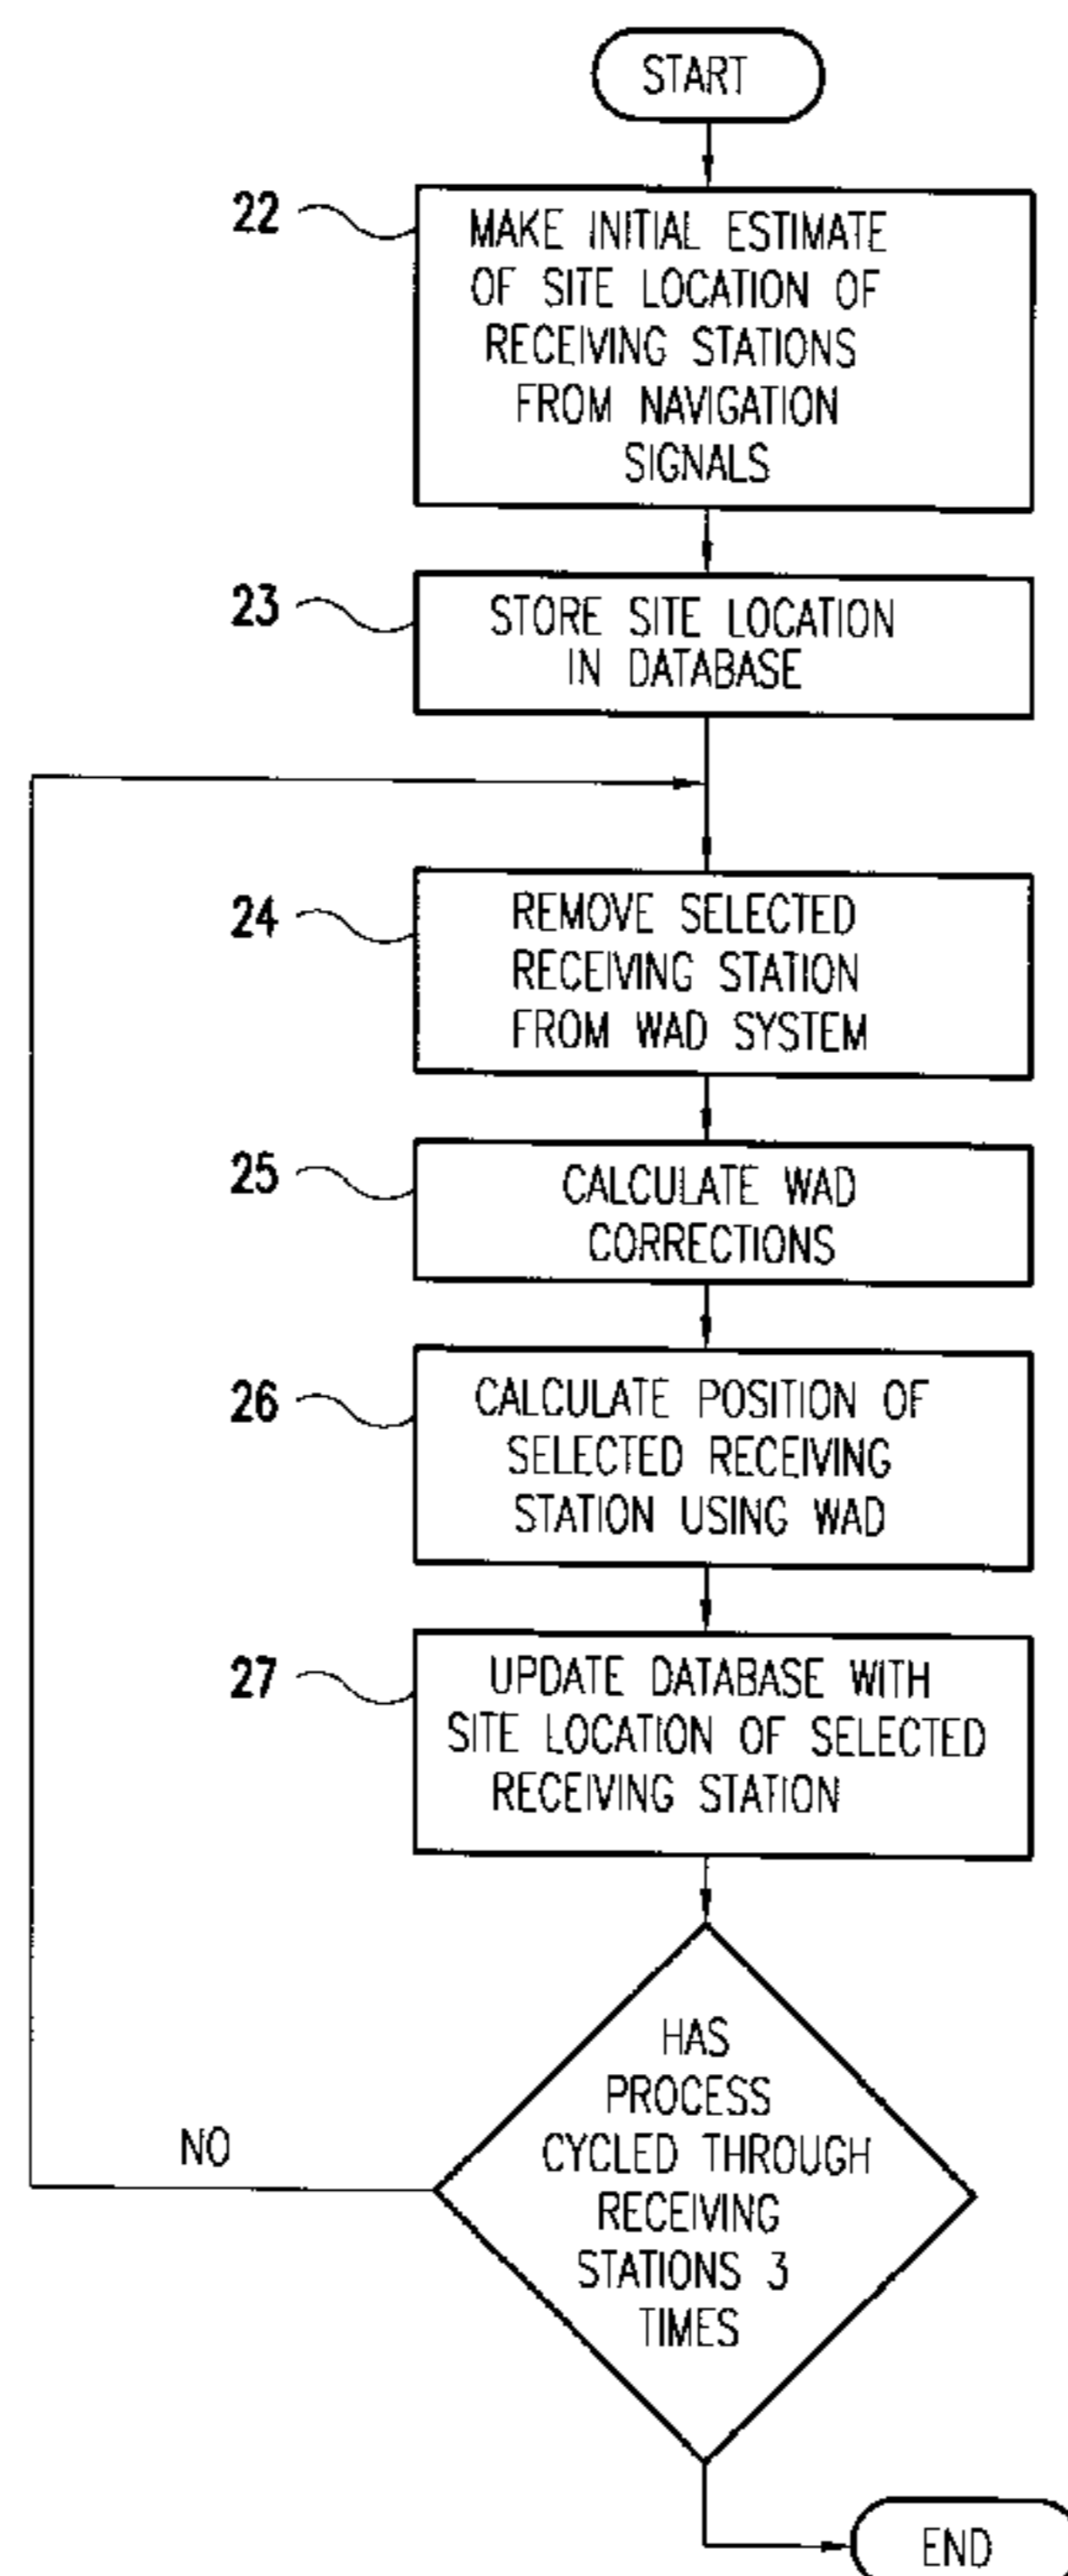 START
22
MAKE INITIAL ESTIMATE
OF SITE LOCATION OF
RECEIVING STATIONS
FROM NAVIGATION
SIGNALS
23
STORE SITE LOCATION
IN DATABASE
24
REMOVE SELECTED
RECEIVING STATION
FROM WAD SYSTEM
25
CALCULATE WAD
CORRECTIONS
26
CALCULATE POSITION OF
SELECTED RECEIVING
STATION USING WAD
27
UPDATE DATABASE WITH
SITE LOCATION OF SELECTED
RECEIVING STATION
HAS
PROCESS
CYCLED THROUGH
RECEIVING
STATIONS 3
TIMES
NO
END